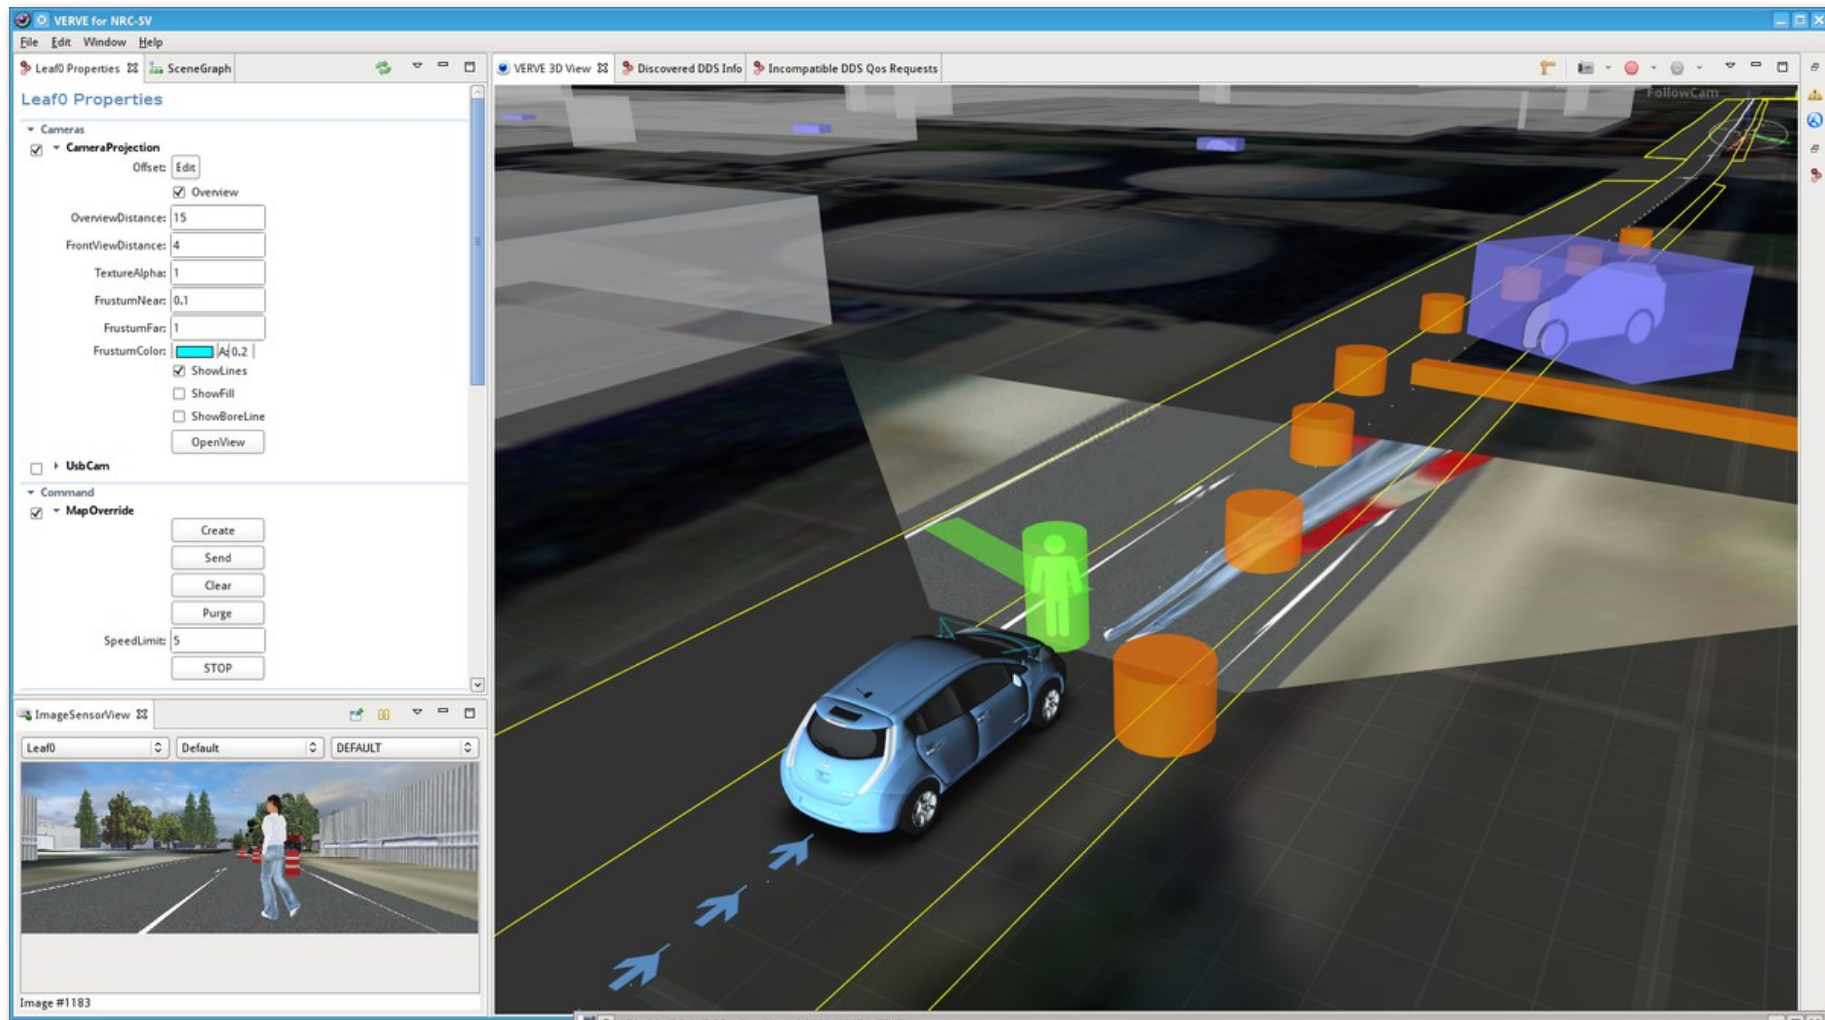 VERVE for NRC-SV
File Edit Window Help
Leaf0 Properties
SceneGraph
Leaf0 Properties
Cameras
CameraProjection
Offset: Edit
Overview
OverviewDistance: 15
FrontViewDistance: 4
TextureAlpha: 1
FrustumNear: 0.1
FrustumFar: 1
FrustumColor: A: 0.2
ShowLines
ShowFill
ShowBoreLine
OpenView
UsbCam
Command
MapOverride
Create
Send
Clear
Purge
SpeedLimit: 5
STOP
ImageSensorView
Leaf0 Default DEFAULT
Image #1183
VERVE 3D View
Discovered DDS Info
Incompatible DDS Qos Requests
FollowCam